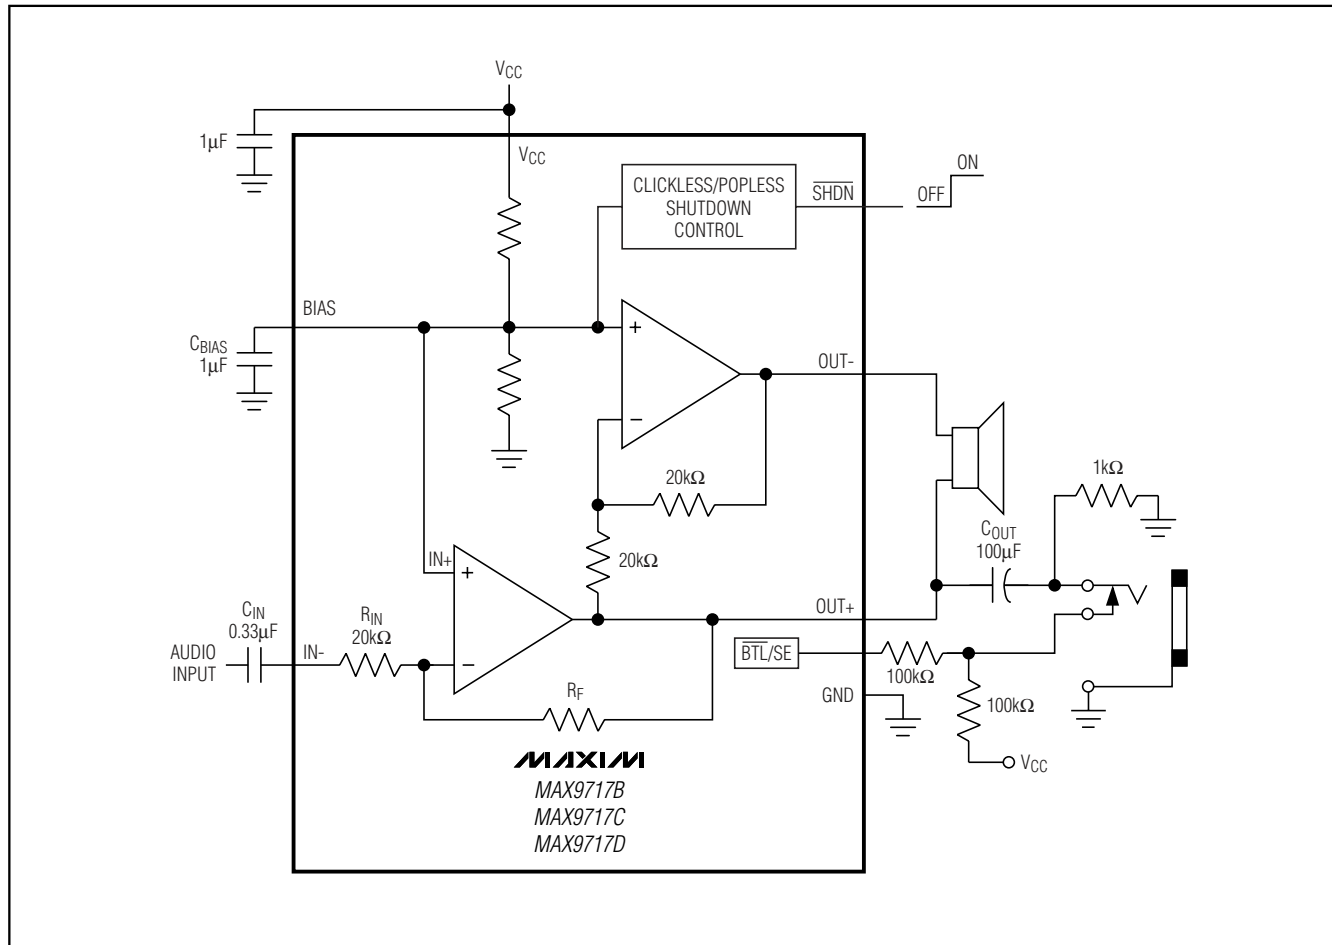 VCC
1µF
VCC
CLICKLESS/POPLESS
SHUTDOWN
CONTROL
SHDN
OFF
ON
BIAS
CBIAS
1µF
+
−
OUT-
20kΩ
20kΩ
1kΩ
COUT
100µF
IN+
+
−
OUT+
CIN
0.33µF
RIN
20kΩ
AUDIO
INPUT
IN-
BTL/SE
100kΩ
RF
GND
100kΩ
VCC
MAXIM
MAX9717B
MAX9717C
MAX9717D